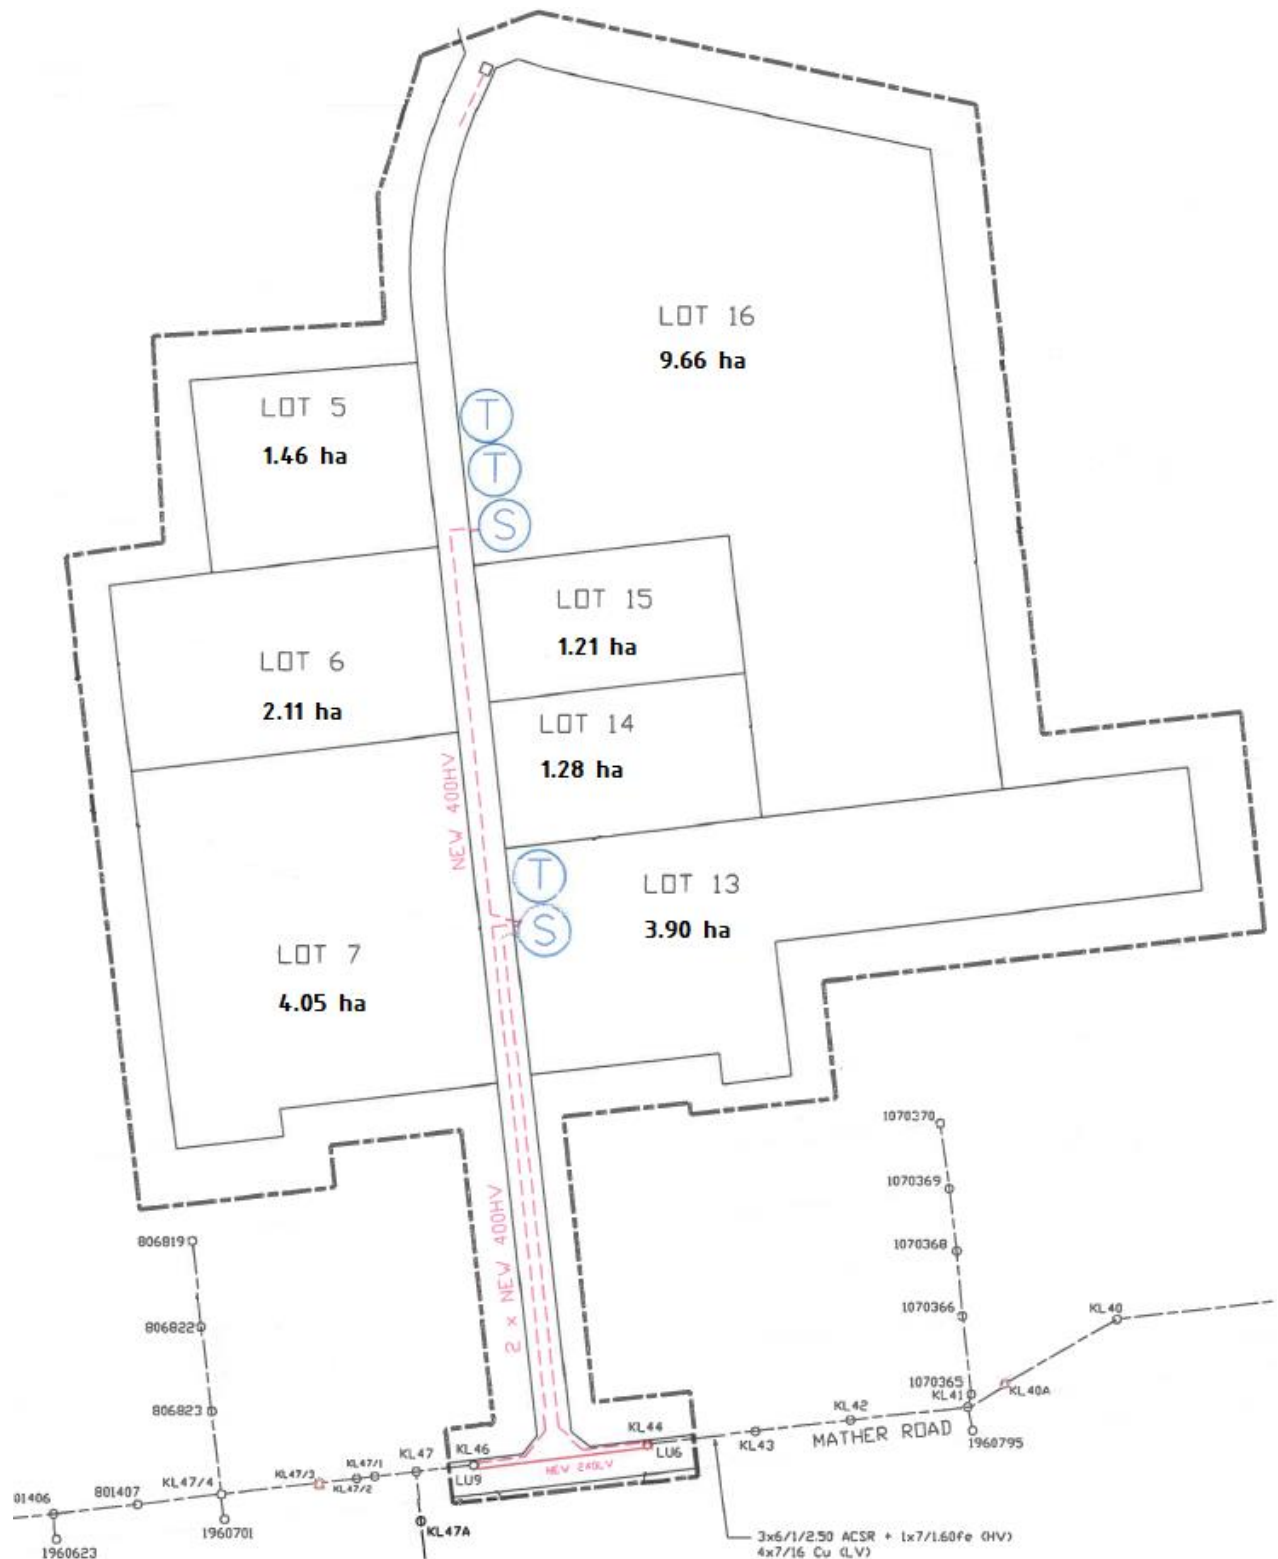 LOT 16
9.66 ha
LOT 5
1.46 ha
T
T
S
LOT 15
1.21 ha
LOT 6
2.11 ha
LOT 14
1.28 ha
NEW 400HV
T
LOT 13
3.90 ha
S
LOT 7
4.05 ha
1070370
1070369
2 x NEW 400HV
806819
1070368
1070366
KL40
806822
1070365
KL40A
KL41
806823
KL42
KL44
KL43
MATHER ROAD
1960795
LU6
KL46
KL47
NEW 240LV
LU9
KL47/1
KL47/3
KL47/2
KL47/4
801407
01406
1960701
KL47A
1960623
3x6/1/2.50 ACSR + 1x7/1.60fe (HV)
4x7/16 Cu (LV)